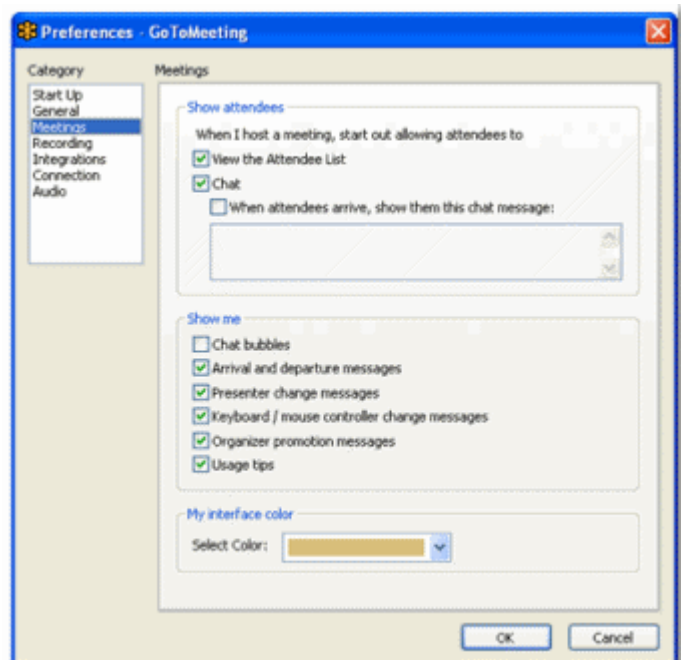 Preferences - GoToMeeting
Category
Meetings
Start Up
General
Meetings
Recording
Integrations
Connection
Audio
Show attendees
When I host a meeting, start out allowing attendees to
View the Attendee List
Chat
When attendees arrive, show them this chat message:
Show me
Chat bubbles
Arrival and departure messages
Presenter change messages
Keyboard / mouse controller change messages
Organizer promotion messages
Usage tips
My interface color
Select Color:
OK
Cancel